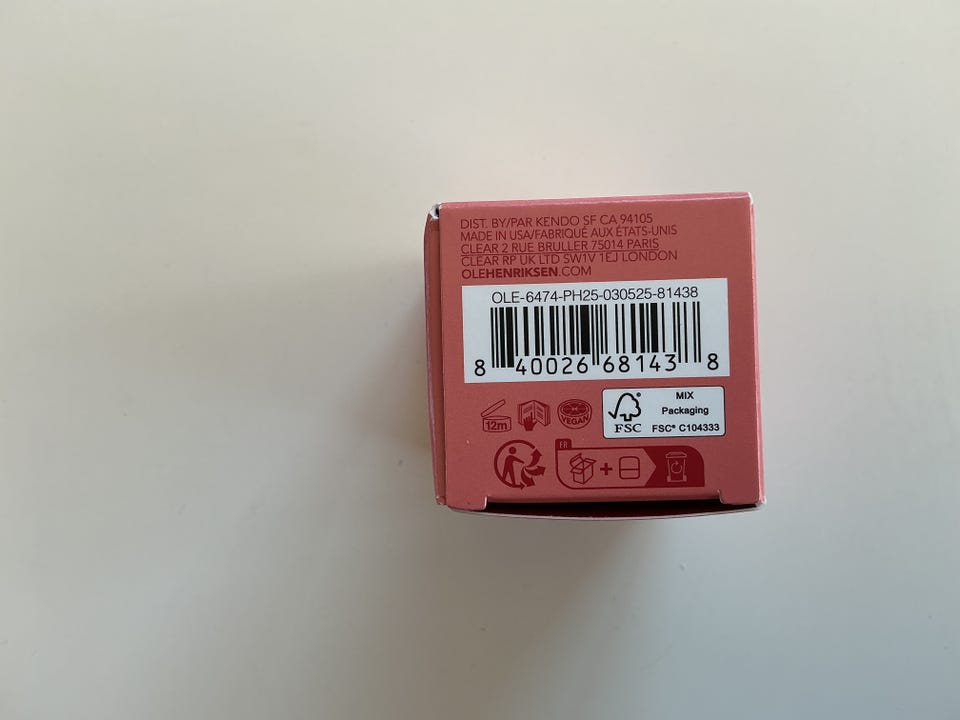 DIST. BY/PAR KENDO SF CA 94105
MADE IN USA/FABRIQUÉ AUX ÉTATS-UNIS
CLEAR 2 RUE BRULLER 75014 PARIS
CLEAR RP UK LTD SW1V 1EJ LONDON
OLEHENRIKSEN.COM
OLE-6474-PH25-030525-81438
8 40026 68143 8
12m
VEGAN
FSC
MIX
Packaging
FSC® C104333
FR